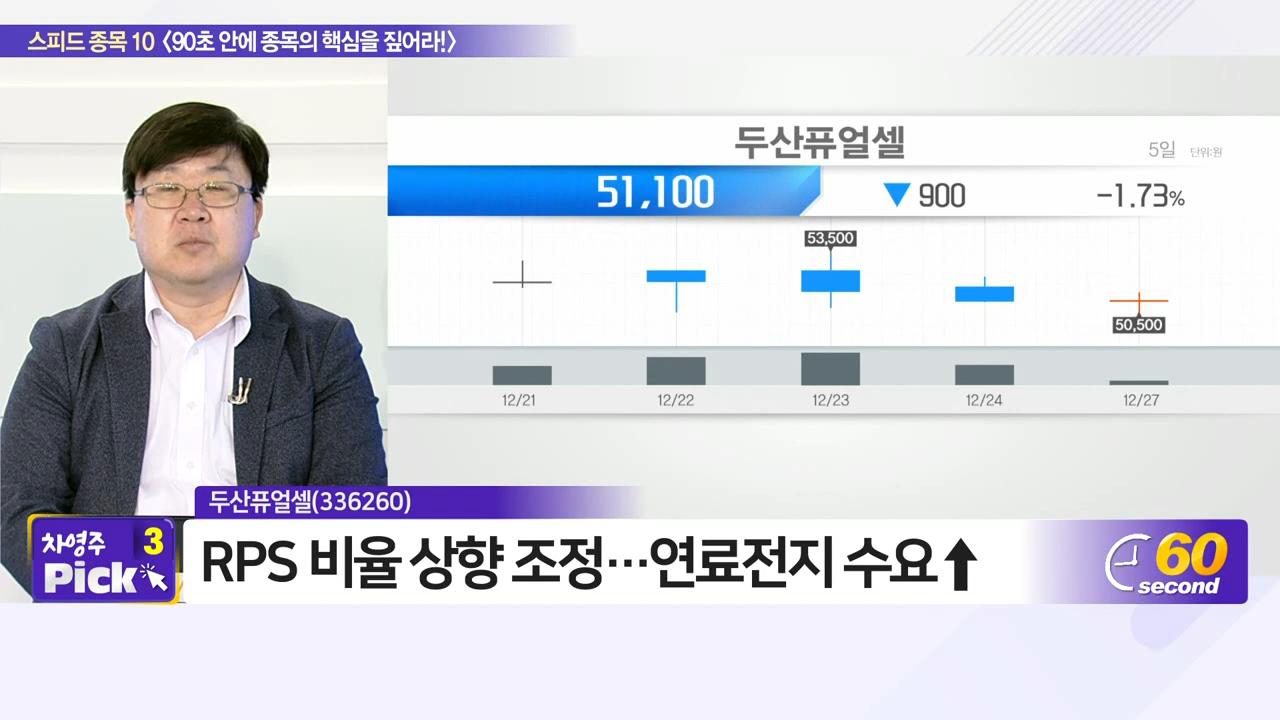 스피드 종목 10 〈90초 안에 종목의 핵심을 짚어라!〉
두산퓨얼셀
5일 단위:원
51,100 ▼900 -1.73%
53,500
50,500
12/21 12/22 12/23 12/24 12/27
두산퓨얼셀(336260)
차영주 3
Pick
RPS 비율 상향 조정…연료전지 수요↑
60
second